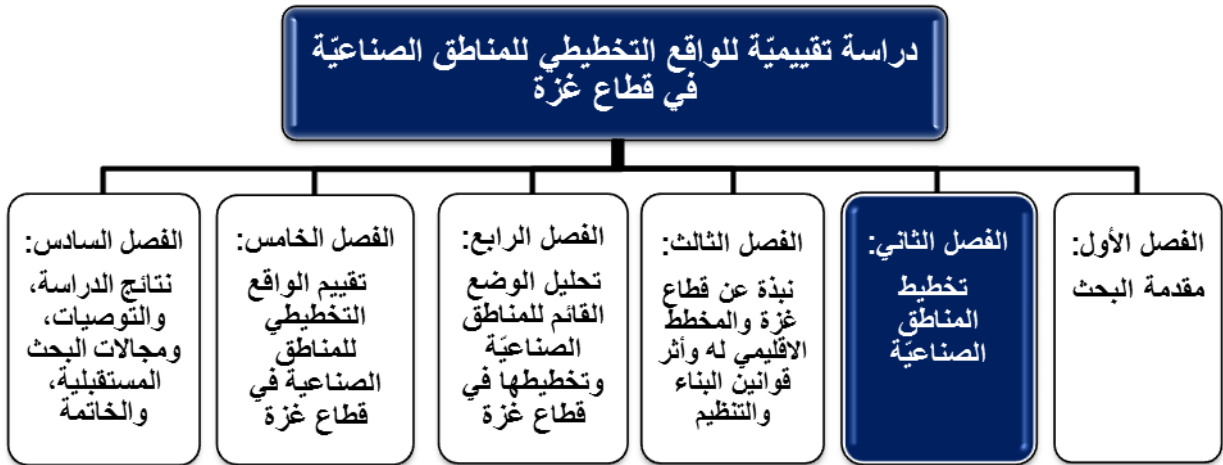 دراسة تقييميّة للواقع التخطيطي للمناطق الصناعيّة
في قطاع غزة
الفصل الأول:
مقدمة البحث
الفصل الثاني:
تخطيط
المناطق
الصناعيّة
الفصل الثالث:
نبذة عن قطاع
غزة والمخطط
الاقليمي له وأثر
قوانين البناء
والتنظيم
الفصل الرابع:
تحليل الوضع
القائم للمناطق
الصناعيّة
وتخطيطها في
قطاع غزة
الفصل الخامس:
تقييم الواقع
التخطيطي
للمناطق
الصناعية في
قطاع غزة
الفصل السادس:
نتائج الدراسة،
والتوصيات،
ومجالات البحث
المستقبلية،
والخاتمة